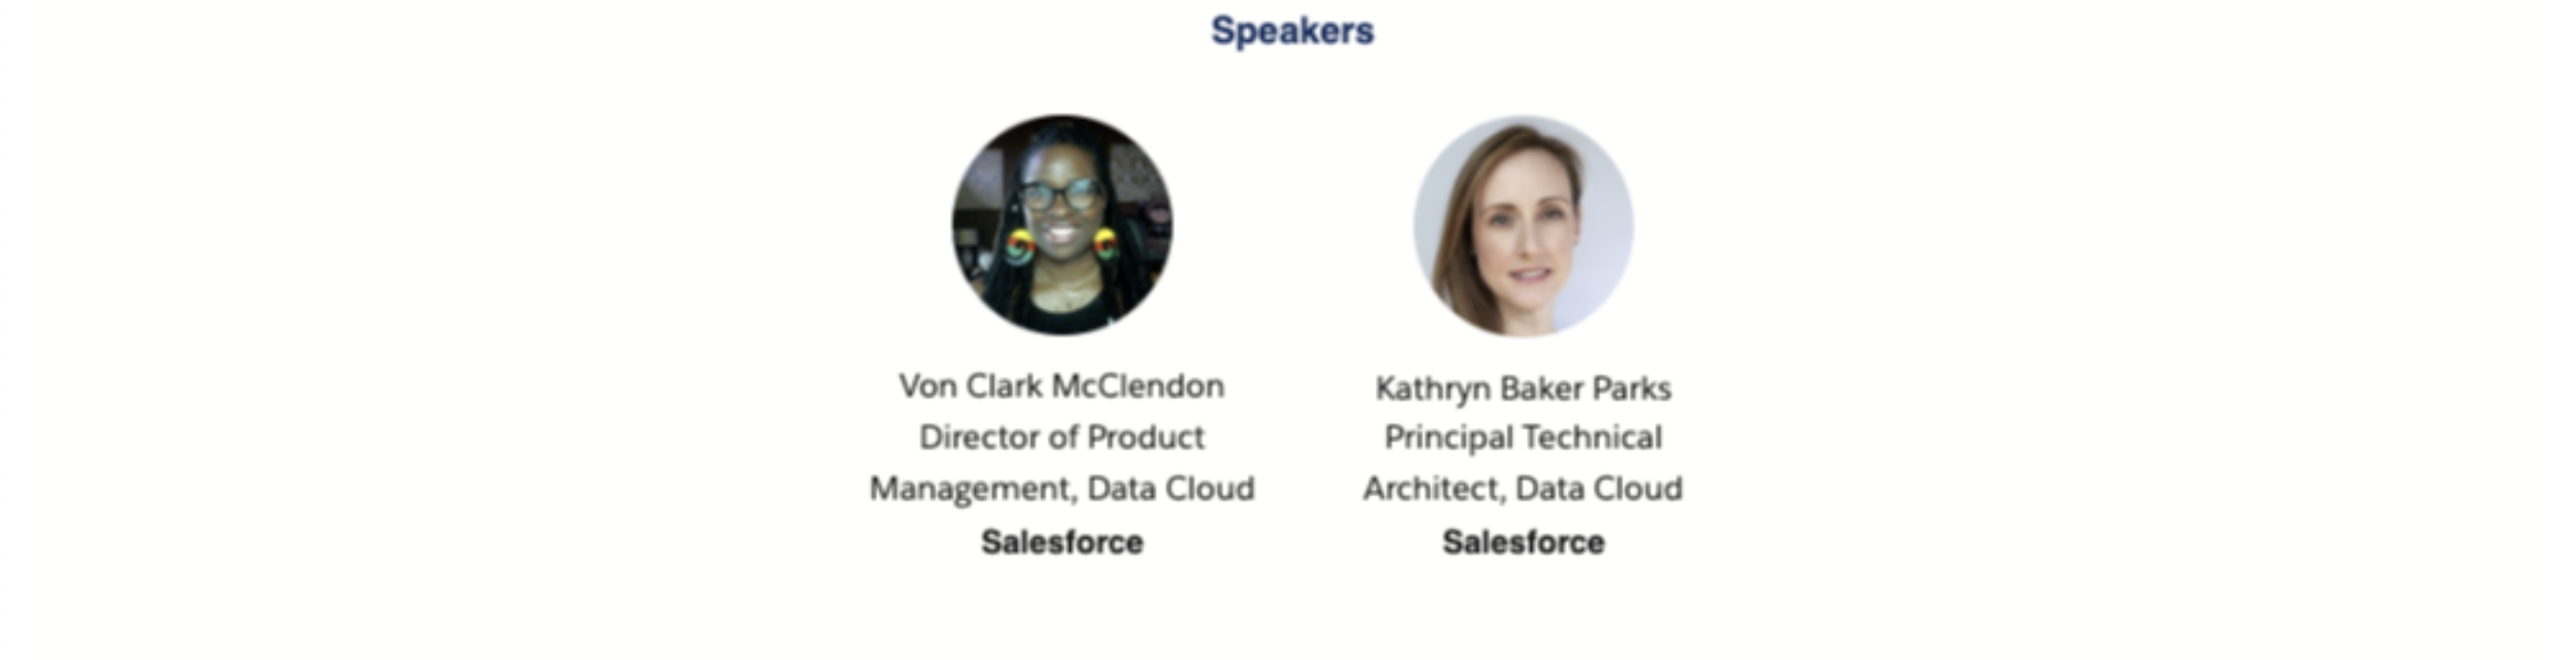 Speakers
Von Clark McClendon
Director of Product
Management, Data Cloud
Salesforce
Kathryn Baker Parks
Principal Technical
Architect, Data Cloud
Salesforce